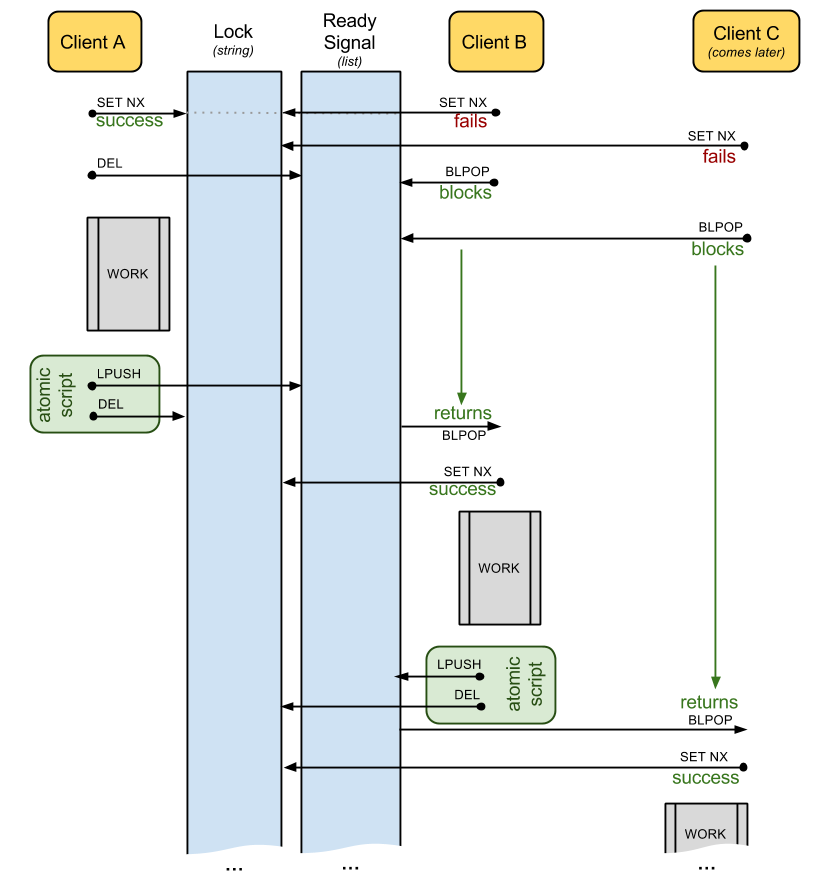 Client A
Lock
(string)
Ready
Signal
(list)
Client B
Client C
(comes later)
SET NX
success
SET NX
fails
SET NX
fails
DEL
BLPOP
blocks
BLPOP
blocks
WORK
atomic
script
LPUSH
DEL
returns
BLPOP
SET NX
success
WORK
LPUSH
DEL
atomic
script
returns
BLPOP
SET NX
success
WORK
...
...
...